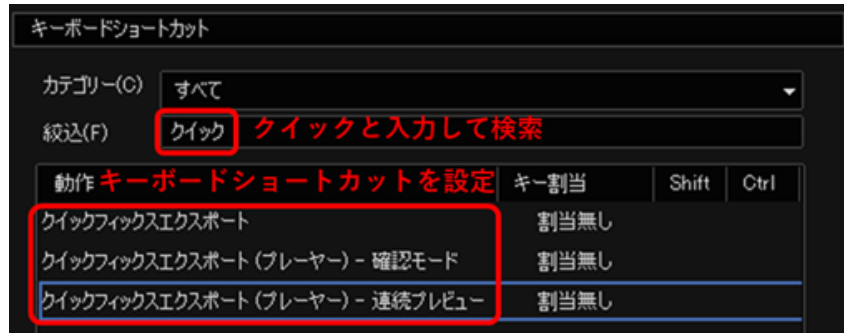 キーボードショートカット
カテゴリー(C) すべて
絞込(F) クイック クイックと入力して検索
動作 キーボードショートカットを設定 キー割当 Shift Ctrl
クイックフィックスエクスポート 割当無し
クイックフィックスエクスポート (プレーヤー) - 確認モード 割当無し
クイックフィックスエクスポート (プレーヤー) - 連続プレビュー 割当無し